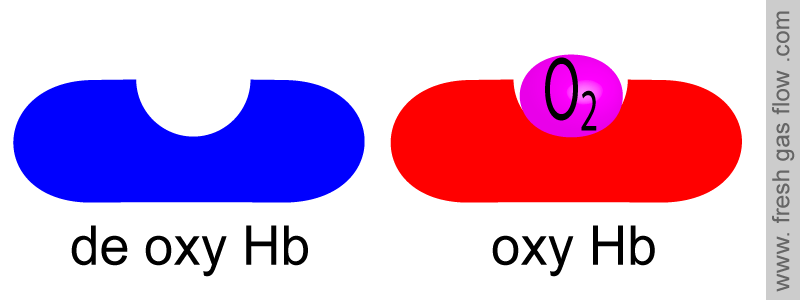 O2
de oxy Hb
oxy Hb
www. fresh gas flow .com